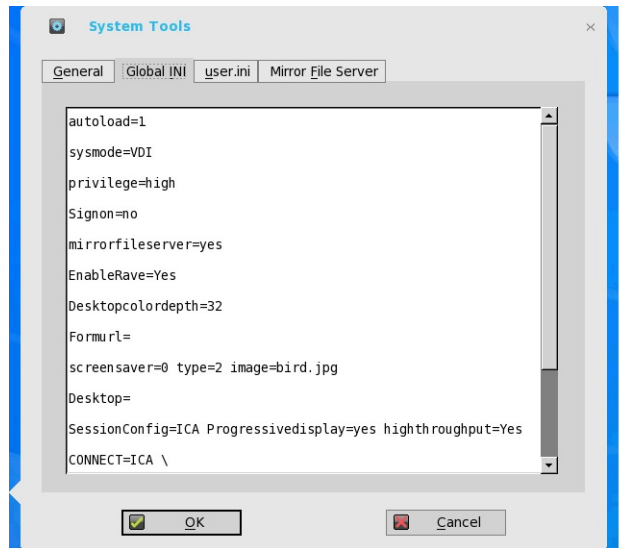 System Tools
General Global INI user.ini Mirror File Server
autoload=1
sysmode=VDI
privilege=high
Signon=no
mirrorfileserver=yes
EnableRave=Yes
Desktopcolordepth=32
Formurl=
screensaver=0 type=2 image=bird.jpg
Desktop=
SessionConfig=ICA Progressivedisplay=yes highthroughput=Yes
CONNECT=ICA \
OK Cancel